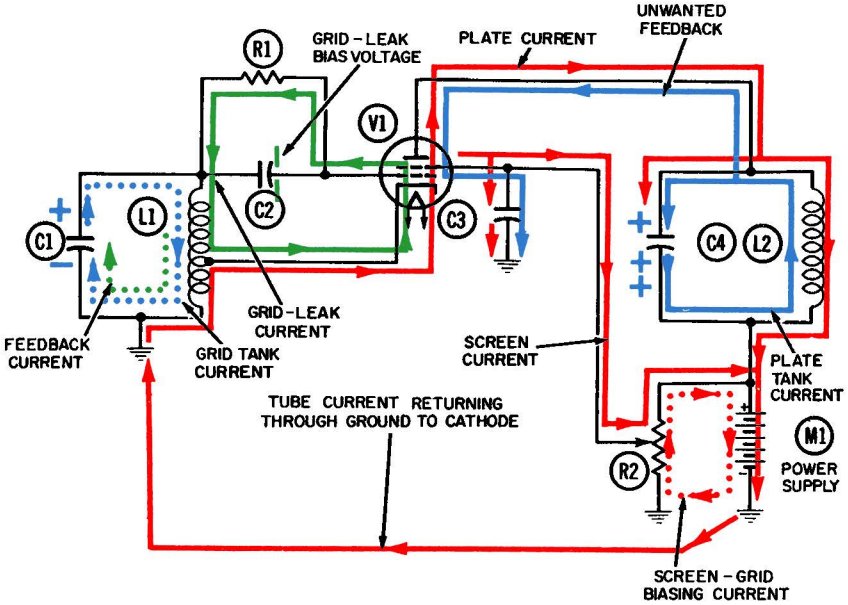 UNWANTED
FEEDBACK
GRID-LEAK
BIAS VOLTAGE
PLATE CURRENT
R1
V1
C2
C3
C1
+
−
L1
+
+
+
C4
L2
FEEDBACK
CURRENT
GRID TANK
CURRENT
GRID-LEAK
CURRENT
SCREEN
CURRENT
PLATE
TANK
CURRENT
TUBE CURRENT RETURNING
THROUGH GROUND TO CATHODE
R2
+
-
M1
POWER
SUPPLY
SCREEN-GRID
BIASING CURRENT